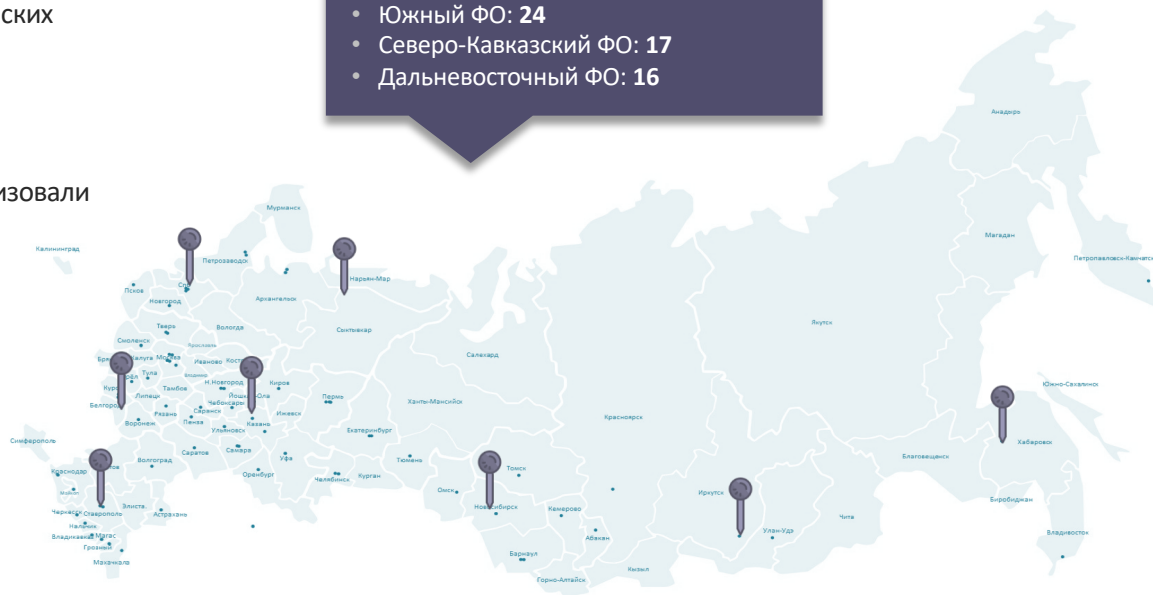 ских
• Южный ФО: 24
• Северо-Кавказский ФО: 17
• Дальневосточный ФО: 16
изовали
Анадырь
Мурманск
Магадан
Калининград
Петрозаводск
Петропавловск-Камчатск
Нарьян-Мар
Псков
Архангельск
Новгород
Якутск
Тверь
Вологда
Сыктывкар
Смоленск
Ярославль
Салехард
Калуга
Москва
Иваново
Тула
Владимир
Н.Новгород
Киров
Южно-Сахалинск
Тамбов
Липецк
Чебоксары
Пермь
Ханты-Мансийск
Белгород
Рязань
Саранск
Ижевск
Красноярск
Воронеж
Пенза
Ульяновск
Казань
Екатеринбург
Симферополь
Хабаровск
Саратов
Самара
Благовещенск
Волгоград
Уфа
Тюмень
Краснодар
Оренбург
Челябинск
Курган
Томск
Майкоп
Омск
Иркутск
Биробиджан
Черкесск
Ставрополь
Элиста
Астрахань
Новосибирск
Кемерово
Чита
Нальчик
Улан-Удэ
Владивосток
Владикавказ
Магас
Абакан
Грозный
Барнаул
Махачкала
Кызыл
Горно-Алтайск